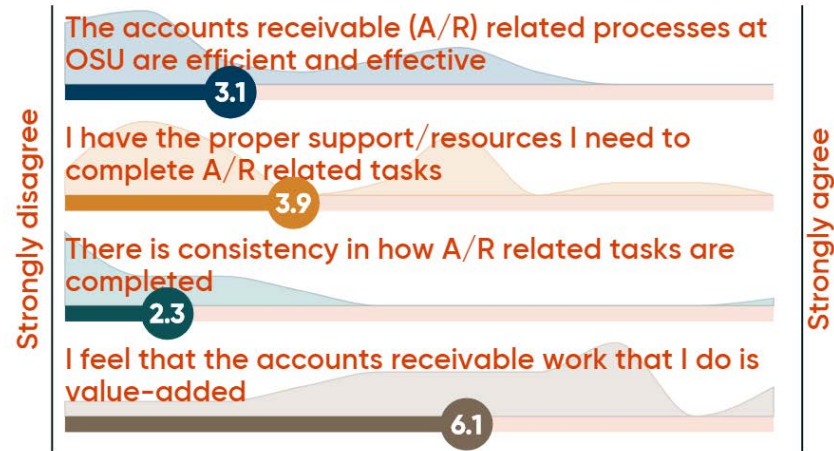 Strongly disagree
The accounts receivable (A/R) related processes at
OSU are efficient and effective
3.1
I have the proper support/resources I need to
complete A/R related tasks
3.9
There is consistency in how A/R related tasks are
completed
2.3
I feel that the accounts receivable work that I do is
value-added
6.1
Strongly agree